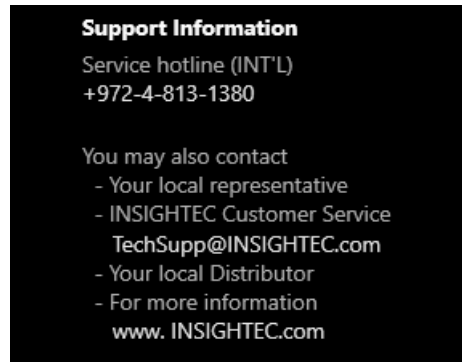 Support Information
Service hotline (INT'L)
+972-4-813-1380
You may also contact
- Your local representative
- INSIGHTEC Customer Service
TechSupp@INSIGHTEC.com
- Your local Distributor
- For more information
www. INSIGHTEC.com